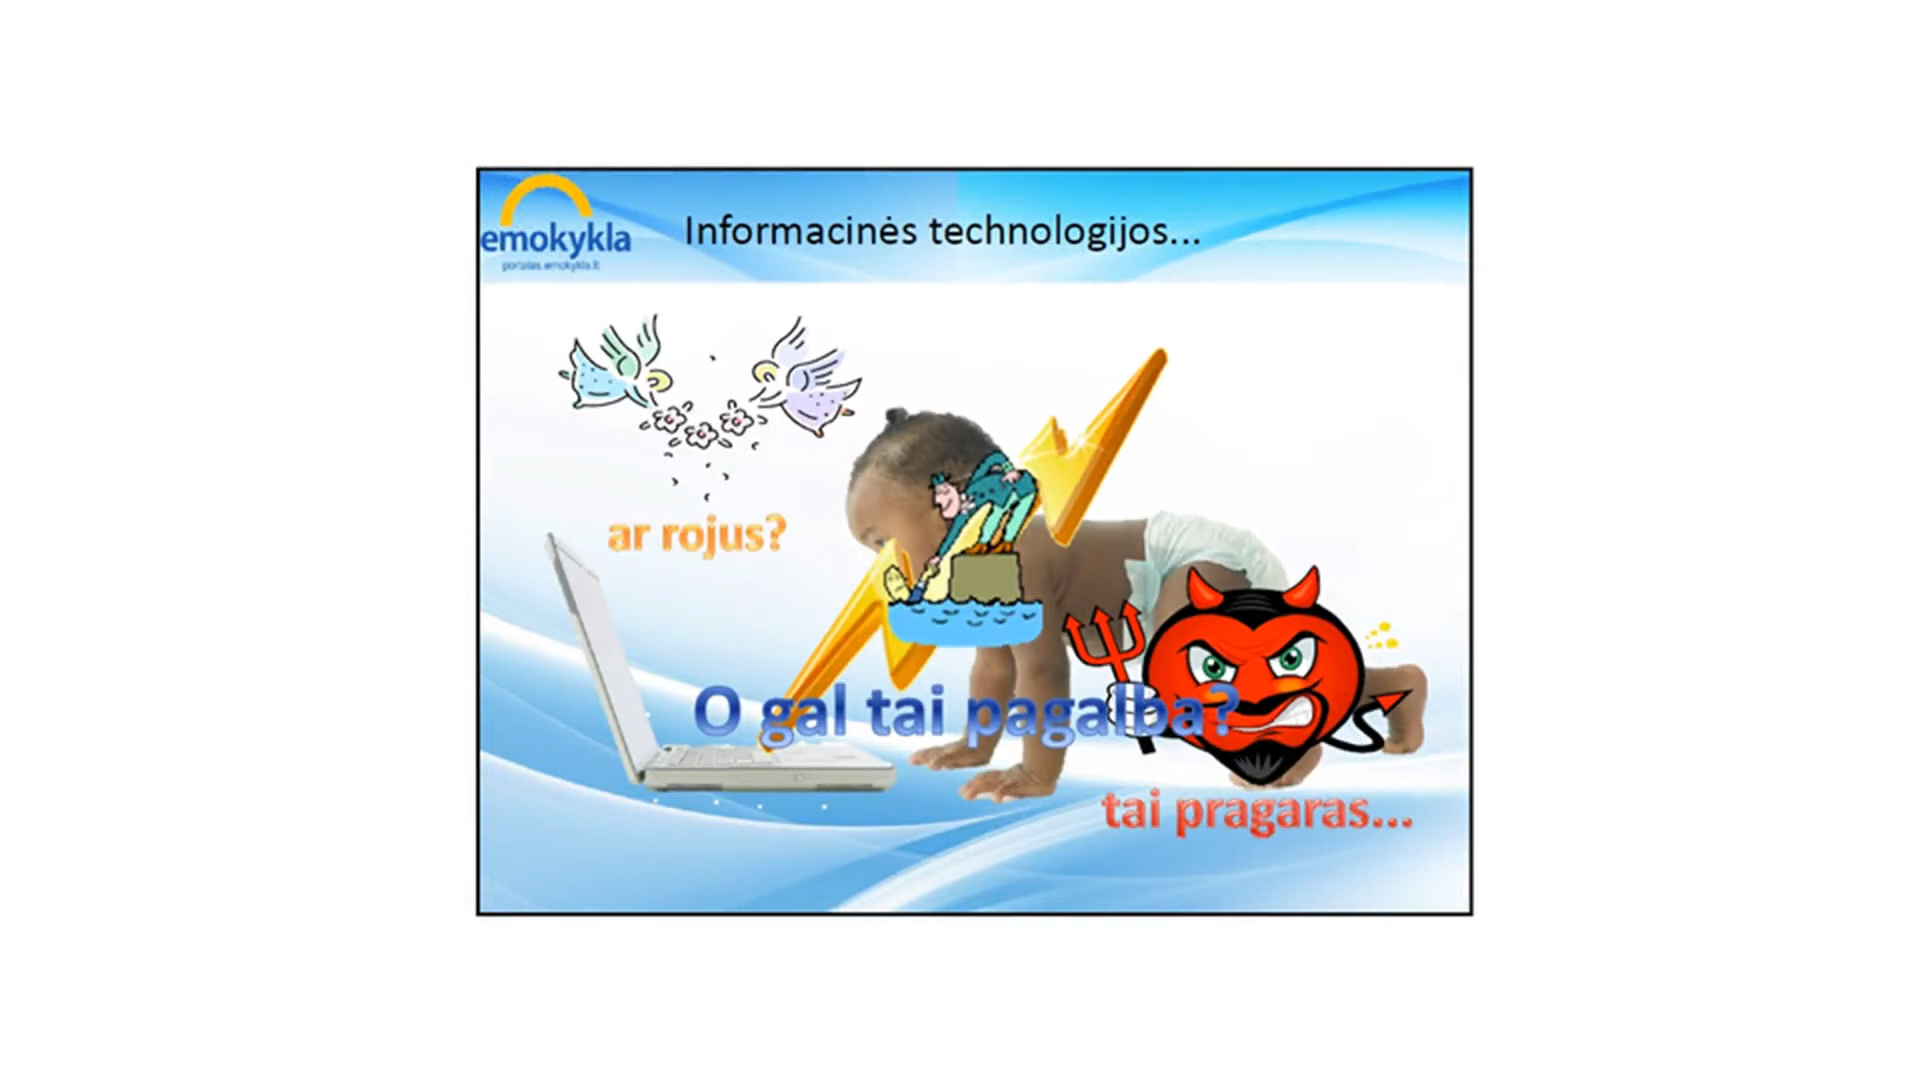 emokykla
portalas.emokykla.lt
Informacinės technologijos...
ar rojus?
O gal tai pagalba?
tai pragaras...